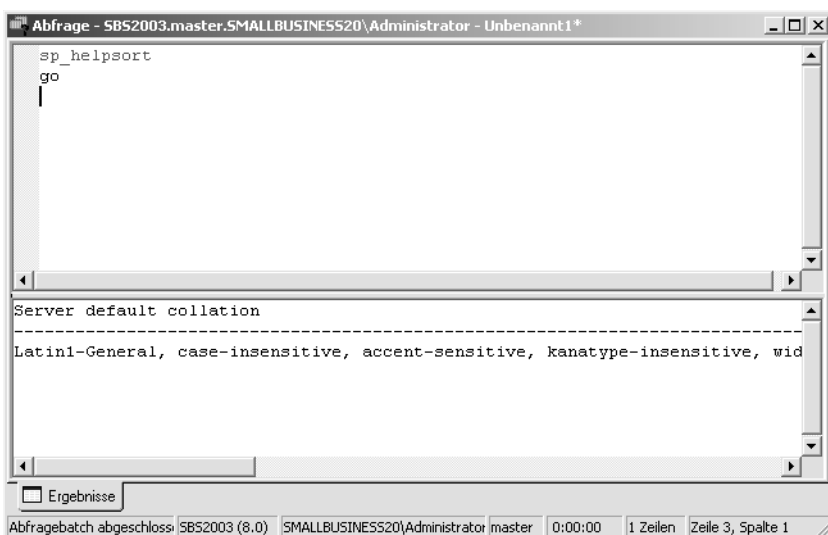 Abfrage - SBS2003.master.SMALLBUSINESS20\Administrator - Unbenannt1*
sp_helpsort
go
Server default collation
--------------------------------------------------------------------------------
Latin1-General, case-insensitive, accent-sensitive, kanatype-insensitive, wid
Ergebnisse
Abfragebatch abgeschloss SBS2003 (8.0) SMALLBUSINESS20\Administrator master 0:00:00 1 Zeilen Zeile 3, Spalte 1